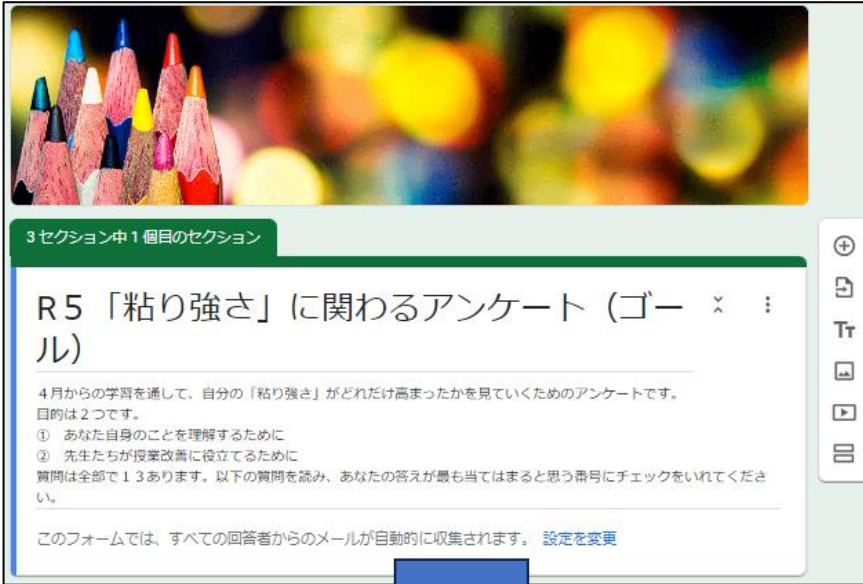 3セクション中1個目のセクション
R5「粘り強さ」に関わるアンケート（ゴー
ル）
4月からの学習を通して、自分の「粘り強さ」がどれだけ高まったかを見ていくためのアンケートです。
目的は2つです。
① あなた自身のことを理解するために
② 先生たちが授業改善に役立てるために
質問は全部で13あります。以下の質問を読み、あなたの答えが最も当てはまると思う番号にチェックをいれてくださ
い。
このフォームでは、すべての回答者からのメールが自動的に収集されます。 設定を変更
Tт